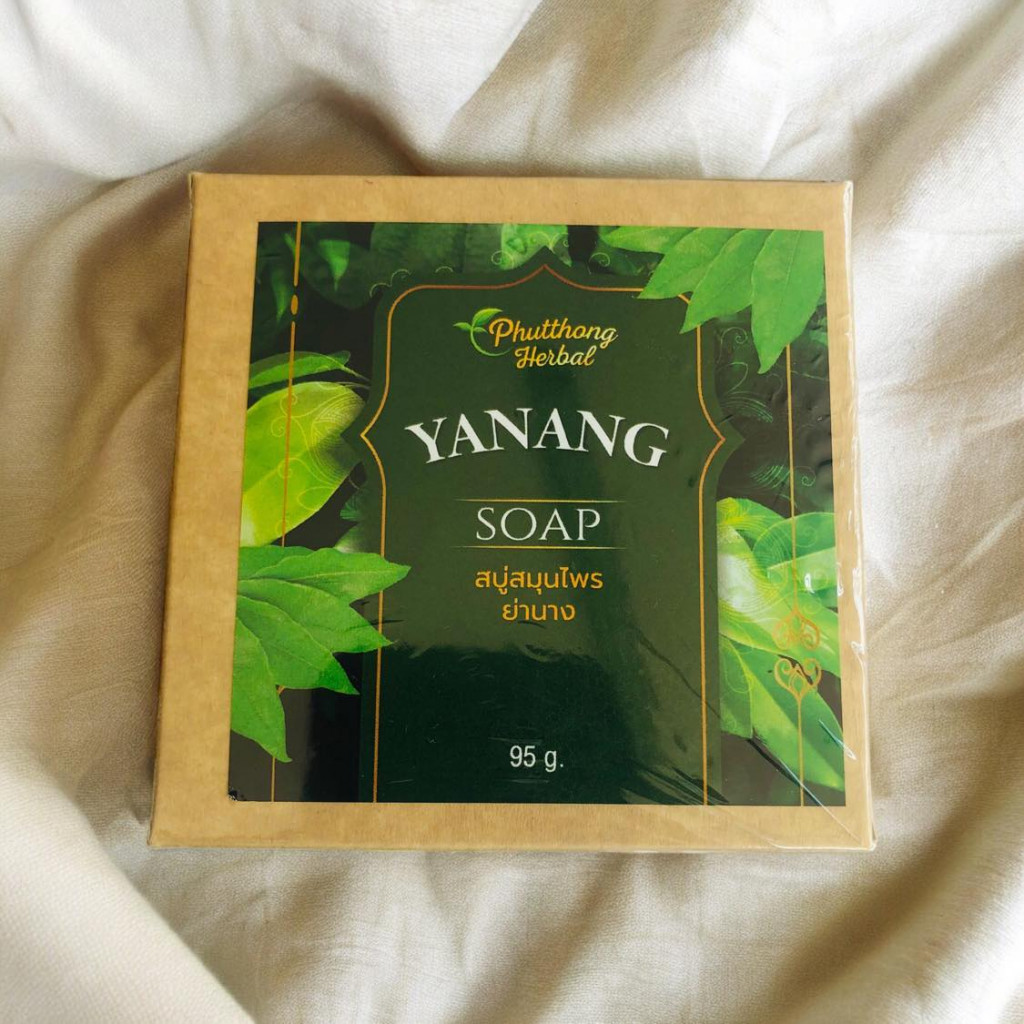 Phutthong
Herbal
YANANG
SOAP
สบู่สมุนไพร
ย่านาง
95 g.